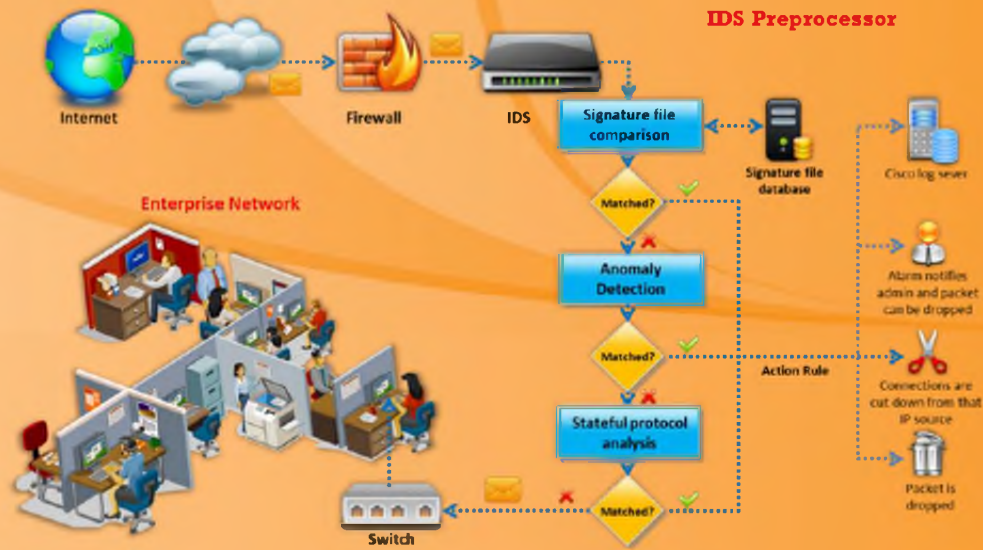 IDS Preprocessor
Internet
Firewall
IDS
Signature file
comparison
Signature file
database
Cisco log sever
Matched?
Enterprise Network
Anomaly
Detection
Alarm notifies
admin and packet
can be dropped
Matched?
Action Rule
Connections are
cut down from that
IP source
Stateful protocol
analysis
Packet is
dropped
Matched?
Switch